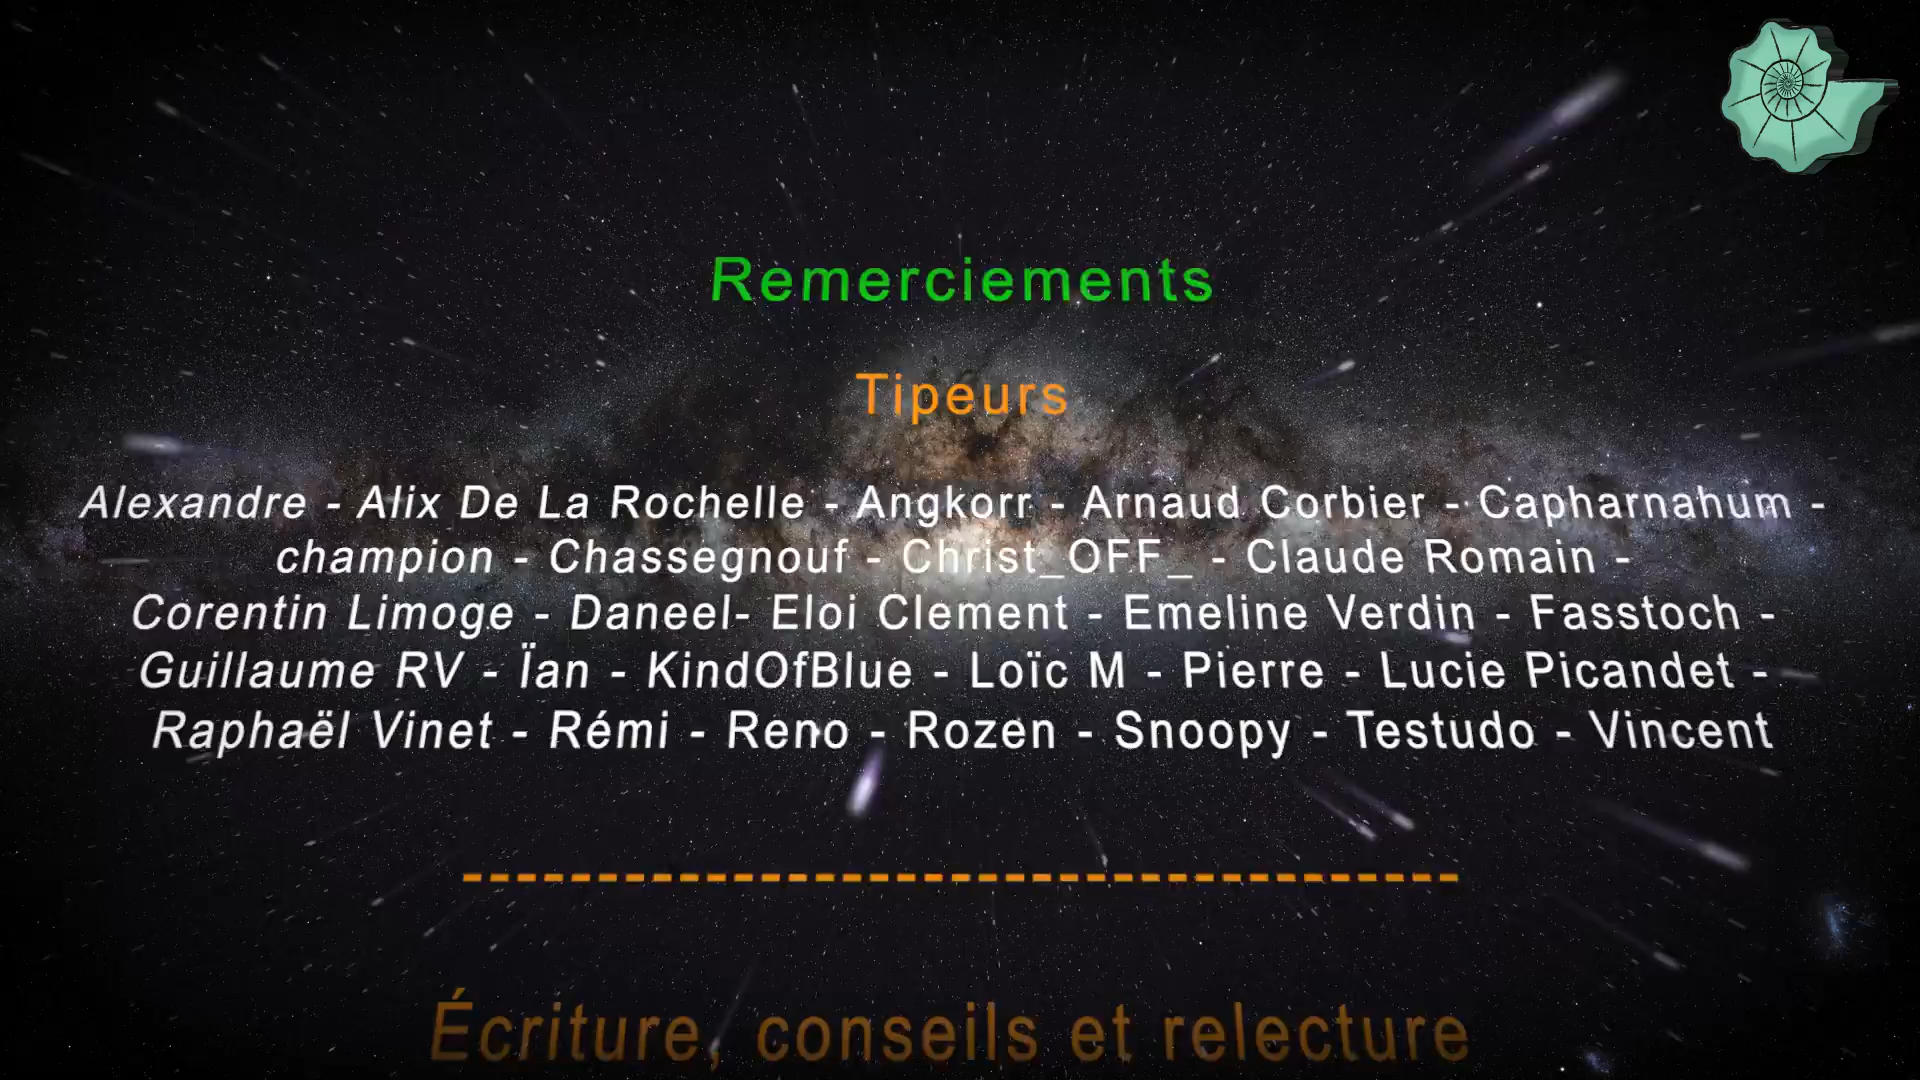 Remerciements
Tipeurs
Alexandre - Alix De La Rochelle - Angkorr - Arnaud Corbier - Capharnahum -
champion - Chassegnouf - Christ_OFF_ - Claude Romain -
Corentin Limoge - Daneel- Eloi Clement - Emeline Verdin - Fasstoch -
Guillaume RV - Ïan - KindOfBlue - Loïc M - Pierre - Lucie Picandet -
Raphaël Vinet - Rémi - Reno - Rozen - Snoopy - Testudo - Vincent
-------------------------------------
Écriture, conseils et relecture